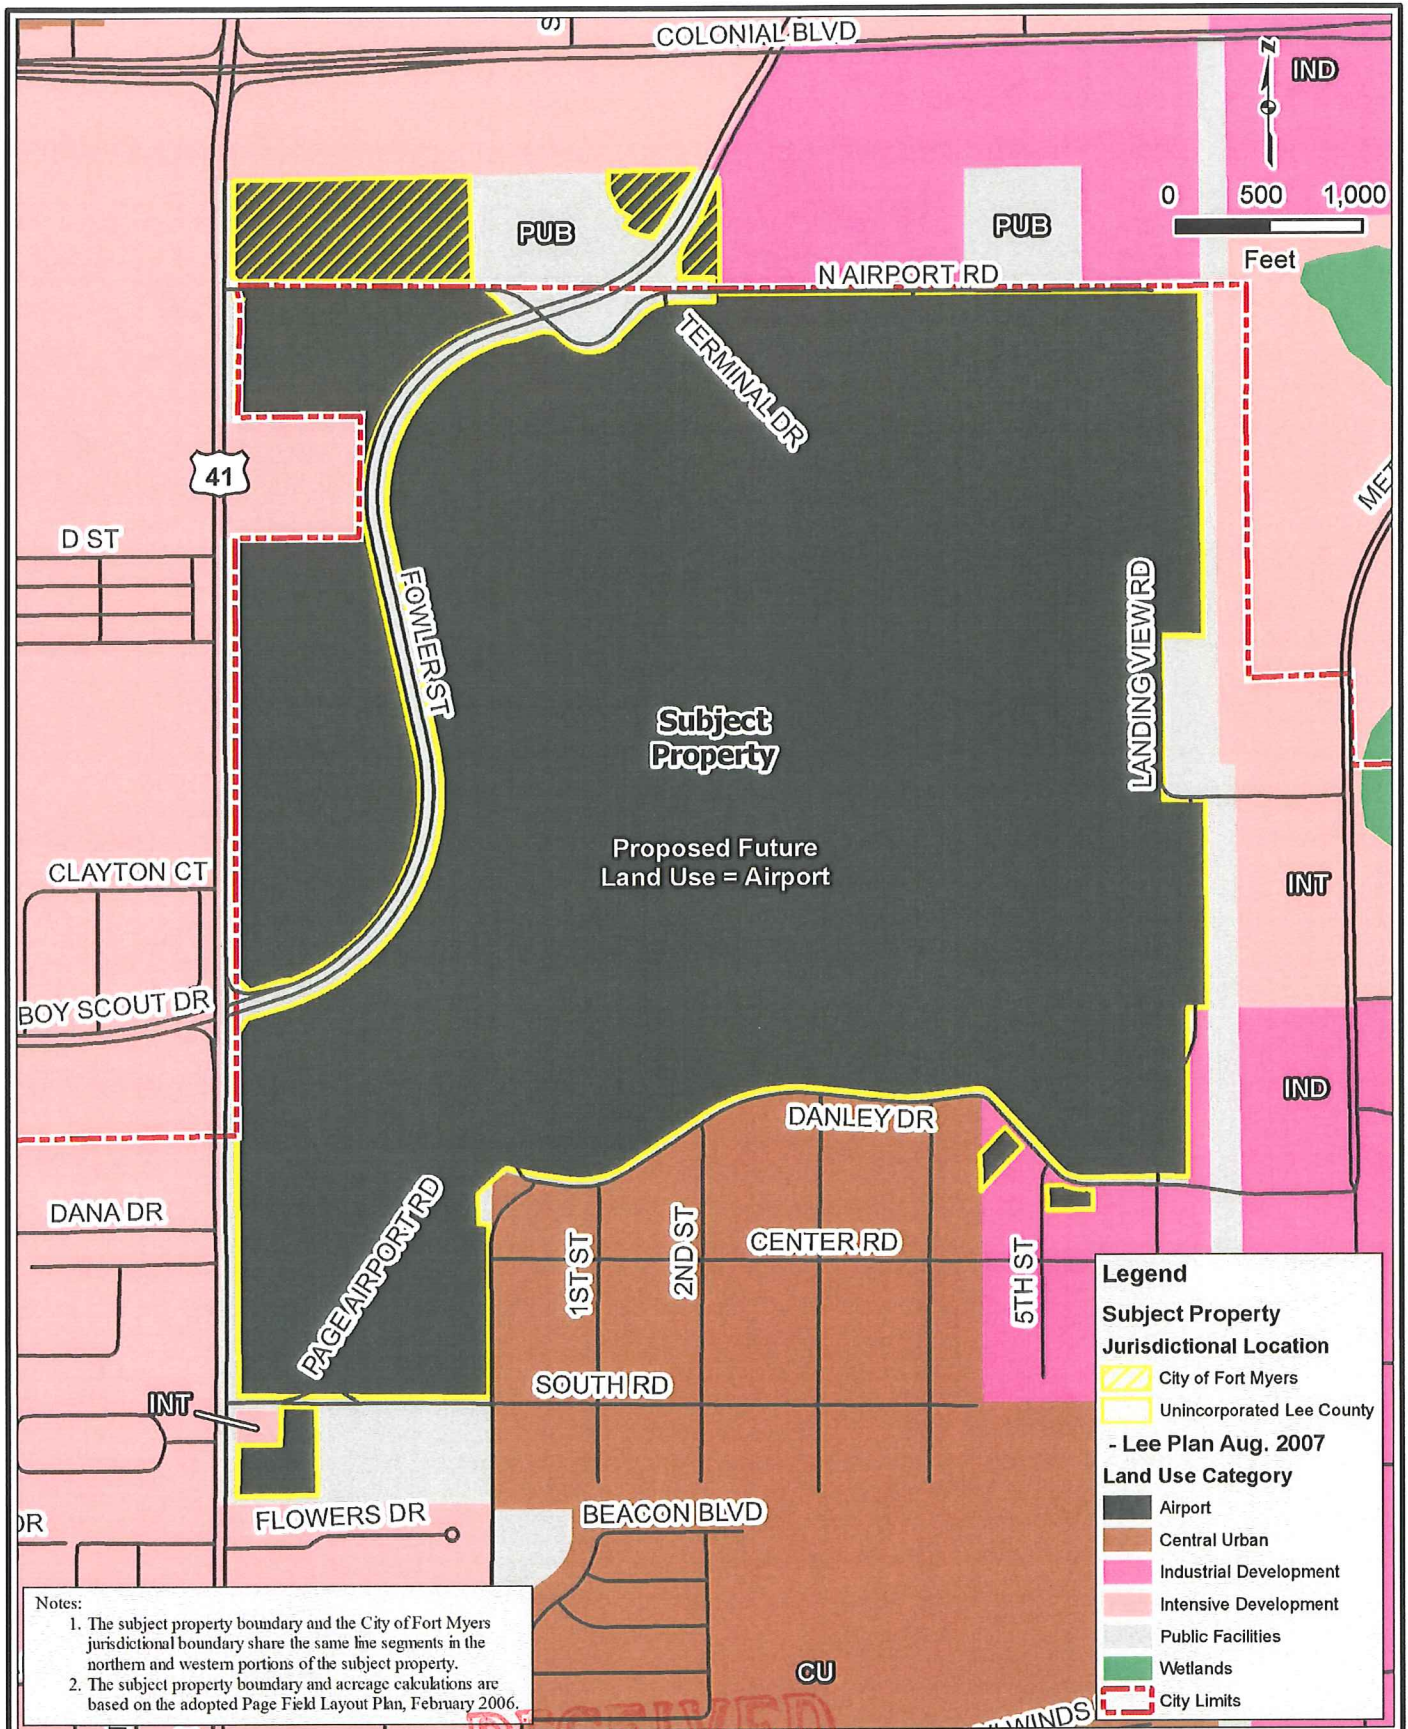 S
COLONIAL BLVD
IND
N
0 500 1,000
Feet
PUB
PUB
N AIRPORT RD
TERMINAL DR
41
D ST
FOWLER ST
LANDING VIEW RD
Subject
Property
Proposed Future
Land Use = Airport
CLAYTON CT
INT
BOY SCOUT DR
IND
DANLEY DR
DANA DR
PAGE AIRPORT RD
1ST ST
2ND ST
CENTER RD
5TH ST
SOUTH RD
INT
FLOWERS DR
BEACON BLVD
DR
CU
Legend
Subject Property
Jurisdictional Location
City of Fort Myers
Unincorporated Lee County
- Lee Plan Aug. 2007
Land Use Category
Airport
Central Urban
Industrial Development
Intensive Development
Public Facilities
Wetlands
City Limits
Notes:
1. The subject property boundary and the City of Fort Myers
jurisdictional boundary share the same line segments in the
northern and western portions of the subject property.
2. The subject property boundary and acreage calculations are
based on the adopted Page Field Layout Plan, February 2006.
RECEIVED